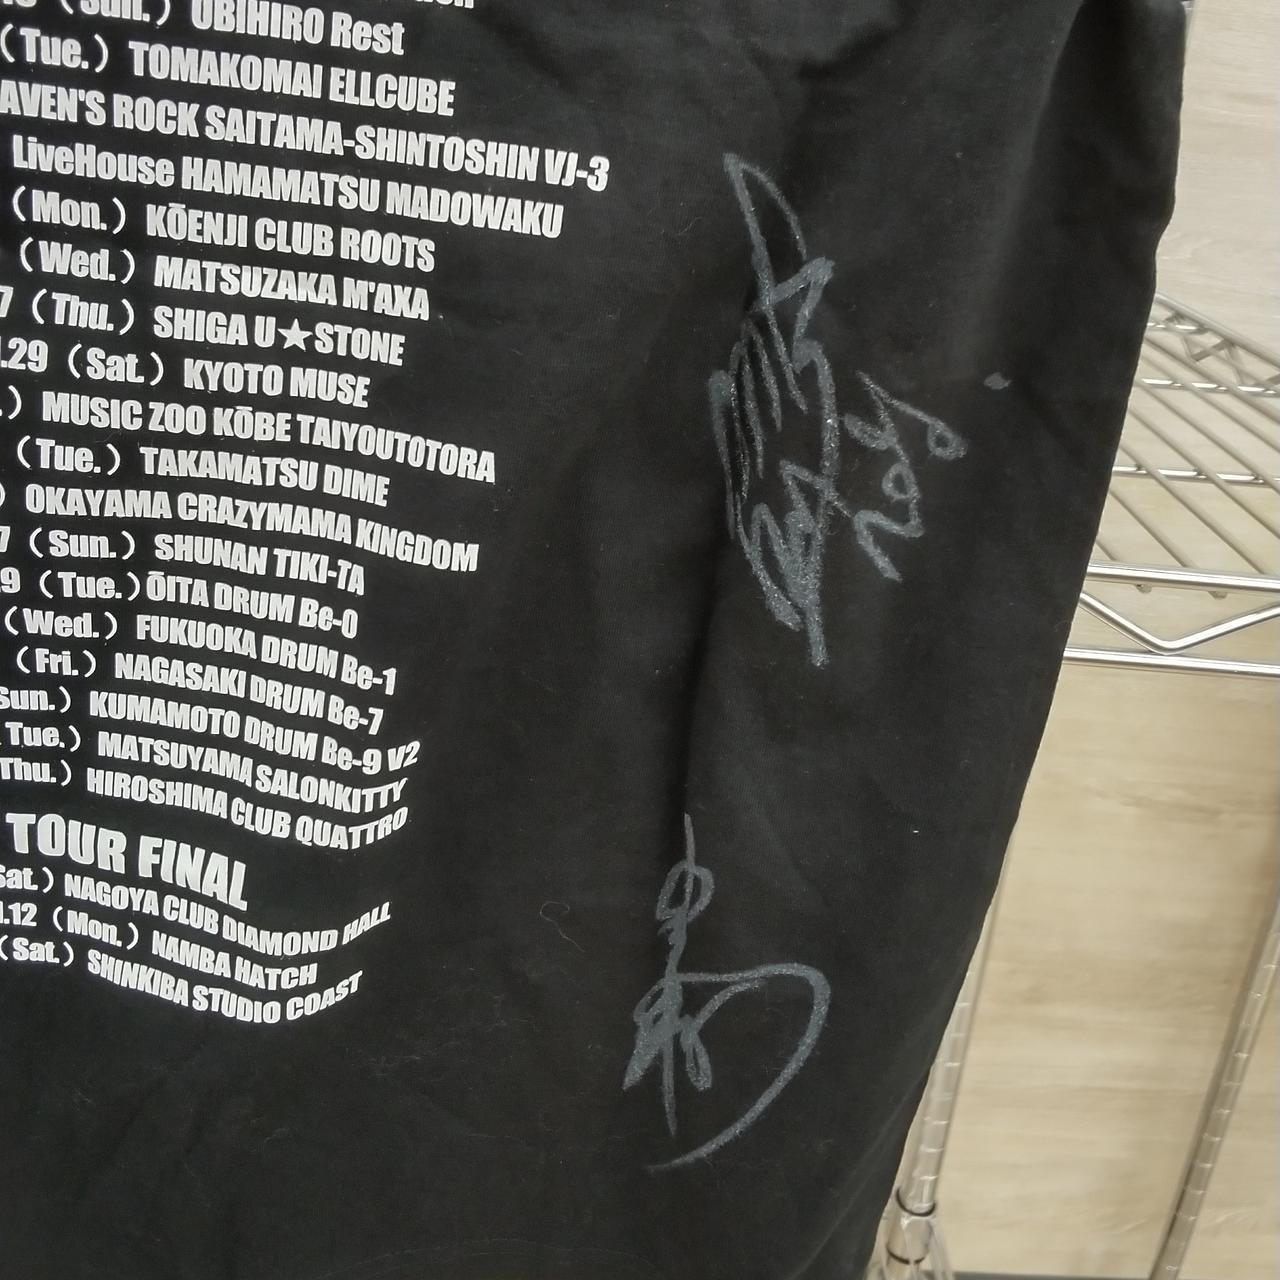 (Sun.) OBIHIRO Rest
(Tue.) TOMAKOMAI ELLCUBE
AVEN'S ROCK SAITAMA-SHINTOSHIN VJ-3
LiveHouse HAMAMATSU MADOWAKU
(Mon.) KŌENJI CLUB ROOTS
(Wed.) MATSUZAKA M'AXA
7 (Thu.) SHIGA U★STONE
.29 (Sat.) KYOTO MUSE
.) MUSIC ZOO KŌBE TAIYOUTOTORA
(Tue.) TAKAMATSU DIME
) OKAYAMA CRAZYMAMA KINGDOM
7 (Sun.) SHUNAN TIKI-TA
9 (Tue.) ŌITA DRUM Be-0
(Wed.) FUKUOKA DRUM Be-1
(Fri.) NAGASAKI DRUM Be-7
Sun.) KUMAMOTO DRUM Be-9 V2
Tue.) MATSUYAMA SALONKITTY
Thu.) HIROSHIMA CLUB QUATTRO
TOUR FINAL
Sat.) NAGOYA CLUB DIAMOND HALL
1.12 (Mon.) NAMBA HATCH
(Sat.) SHINKIBA STUDIO COAST